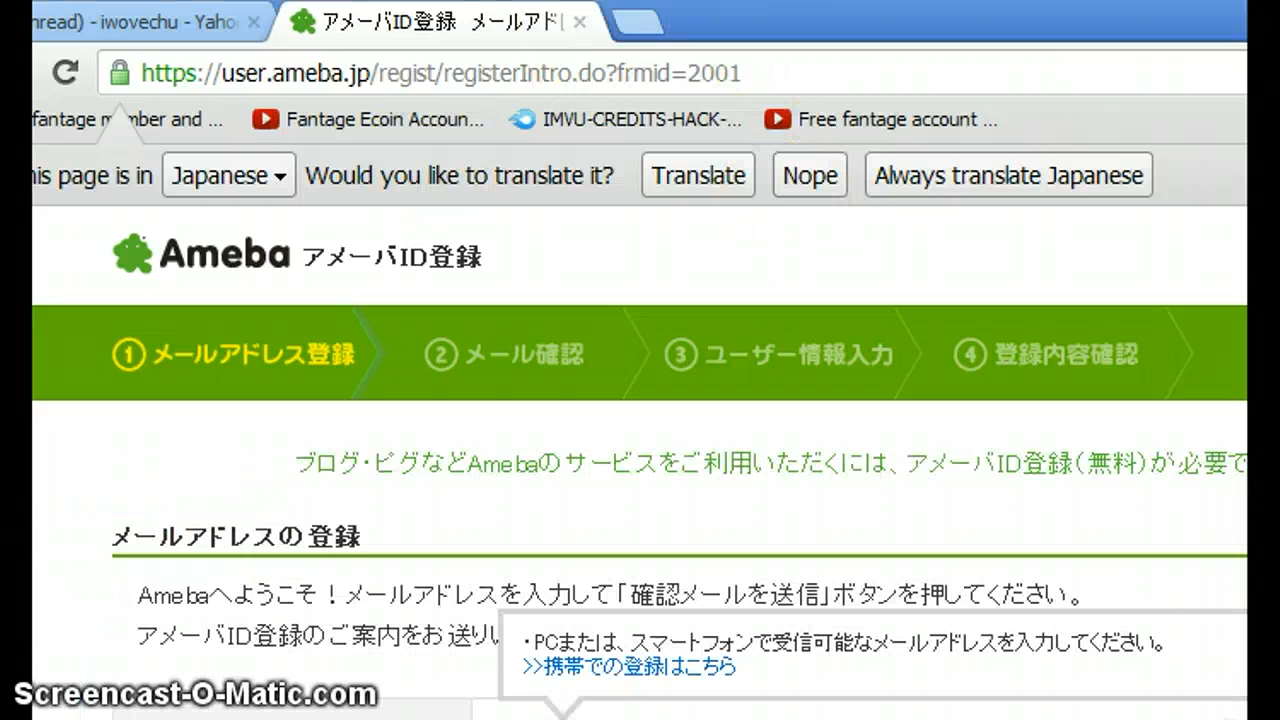 nread) - iwovechu - Yaho
アメーバID登録 メールアド
https://user.ameba.jp/regist/registerIntro.do?frmid=2001
fantage m mber and ...
Fantage Ecoin Accoun...
IMVU-CREDITS-HACK-...
Free fantage account ...
his page is in
Japanese
Would you like to translate it?
Translate
Nope
Always translate Japanese
Ameba アメーバID登録
① メールアドレス登録
② メール確認
③ ユーザー情報入力
④ 登録内容確認
ブログ・ピグなどAmebaのサービスをご利用いただくには、アメーバID登録(無料)が必要で
メールアドレスの登録
Amebaへようこそ！メールアドレスを入力して「確認メールを送信」ボタンを押してください。
アメーバID登録のご案内をお送りし
・PCまたは、スマートフォンで受信可能なメールアドレスを入力してください。
>>携帯での登録はこちら
Screencast-O-Matic.com